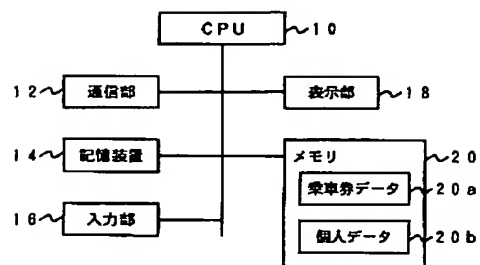 CPU ~10
12~ 通信部
表示部 ~18
14~ 記憶装置
メモリ ~20
乗車券データ ~20a
16~ 入力部
個人データ ~20b